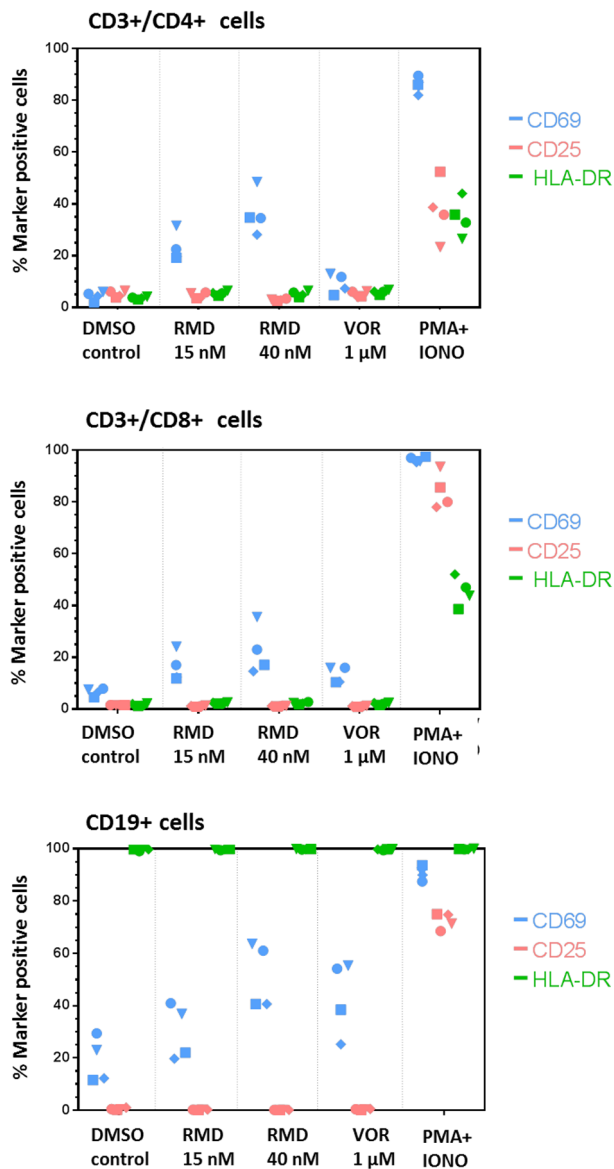 CD3+/CD4+ cells
% Marker positive cells
100
80
60
40
20
0
DMSO control
RMD 15 nM
RMD 40 nM
VOR 1 µM
PMA+ IONO
CD69
CD25
HLA-DR
CD3+/CD8+ cells
% Marker positive cells
100
80
60
40
20
0
DMSO control
RMD 15 nM
RMD 40 nM
VOR 1 µM
PMA+ IONO
CD69
CD25
HLA-DR
CD19+ cells
% Marker positive cells
100
80
60
40
20
0
DMSO control
RMD 15 nM
RMD 40 nM
VOR 1 µM
PMA+ IONO
CD69
CD25
HLA-DR